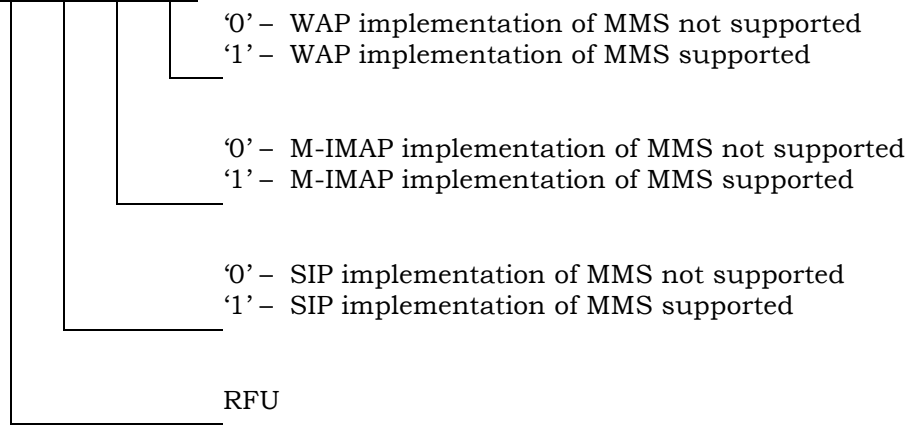 ‘0’ – WAP implementation of MMS not supported
‘1’ – WAP implementation of MMS supported
‘0’ – M-IMAP implementation of MMS not supported
‘1’ – M-IMAP implementation of MMS supported
‘0’ – SIP implementation of MMS not supported
‘1’ – SIP implementation of MMS supported
RFU